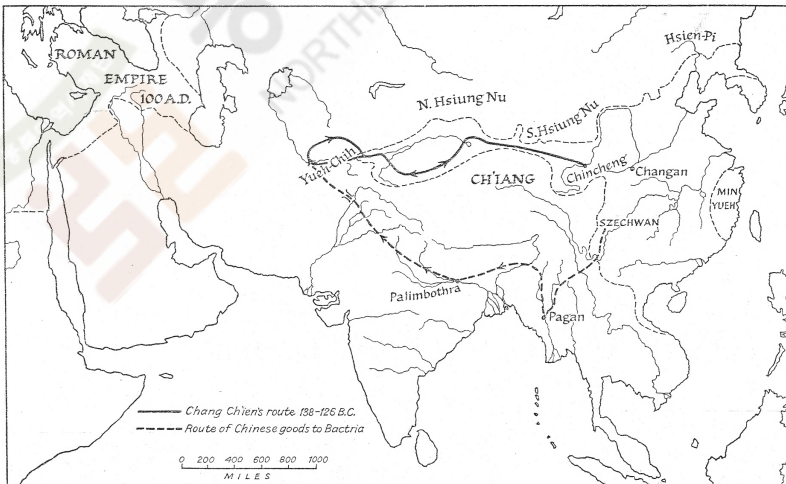 ROMAN
EMPIRE
100 A.D.
NORTHE
Hsien-Pi
N. Hsiung Nu
S. Hsiung Nu
Yueh-Chih
CH'IANG
Chincheng
Changan
MIN
YUEH
SZECHWAN
Palimbothra
Pagan
Chang Ch'ien's route 138-126 B.C.
Route of Chinese goods to Bactria
0 200 400 600 800 1000
MILES